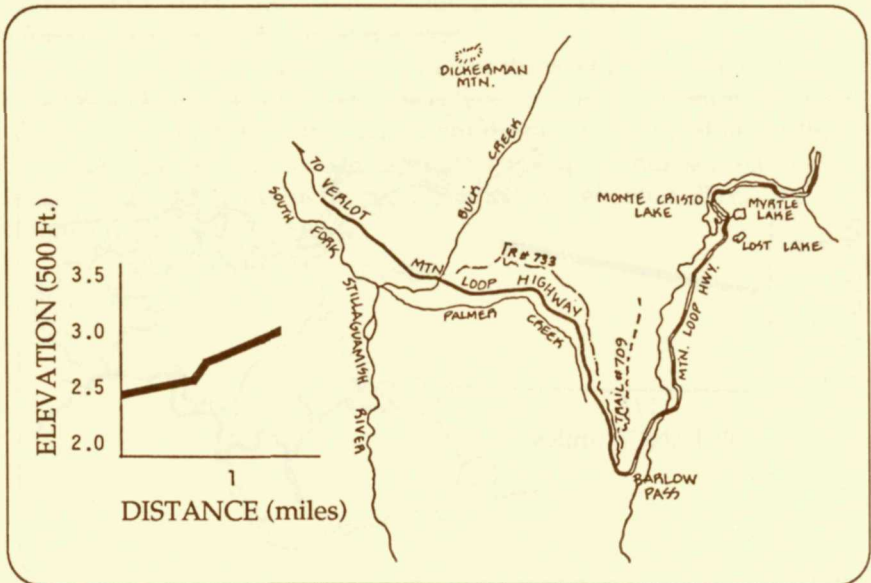 DICKERMAN
MTN.
BUCK CREEK
TO VERLOT
SOUTH FORK
STILLAGUAMISH RIVER
MTN LOOP HIGHWAY
TR# 733
PALMER CREEK
TRAIL #709
MONTE CRISTO
LAKE
MYRTLE
LAKE
LOST LAKE
MTN. LOOP HWY.
BARLOW
PASS
ELEVATION (500 Ft.)
3.5
3.0
2.5
2.0
1
DISTANCE (miles)